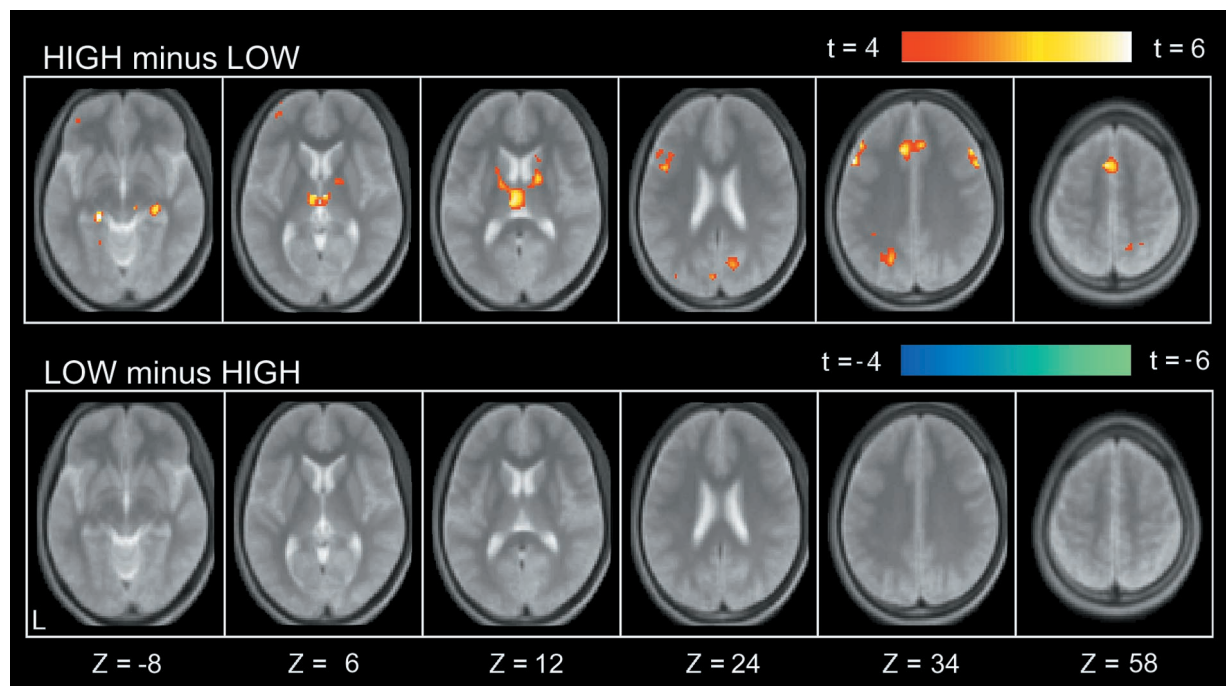 HIGH minus LOW
t = 4
t = 6
LOW minus HIGH
t = -4
t = -6
L
Z = -8
Z = 6
Z = 12
Z = 24
Z = 34
Z = 58